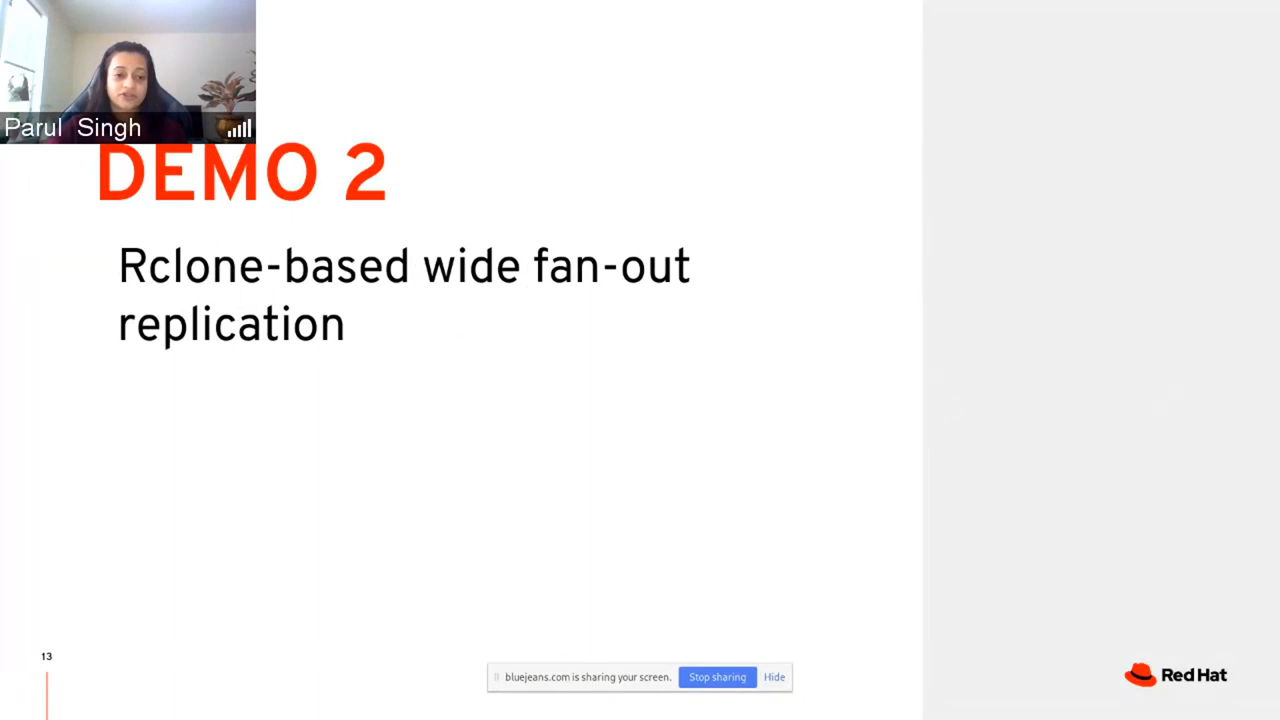 Parul Singh
DEMO 2
Rclone-based wide fan-out
replication
13
bluejeans.com is sharing your screen. Stop sharing Hide
Red Hat